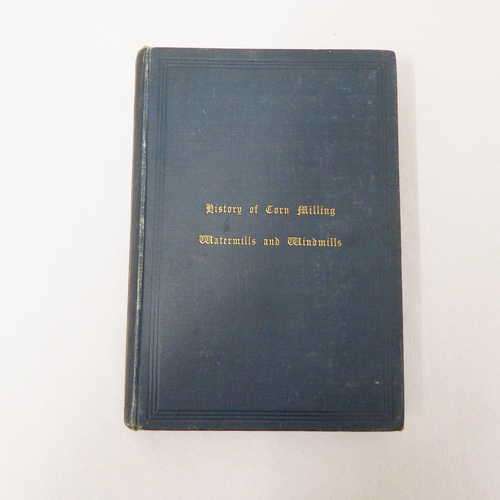 History of Corn Milling
Watermills and Windmills